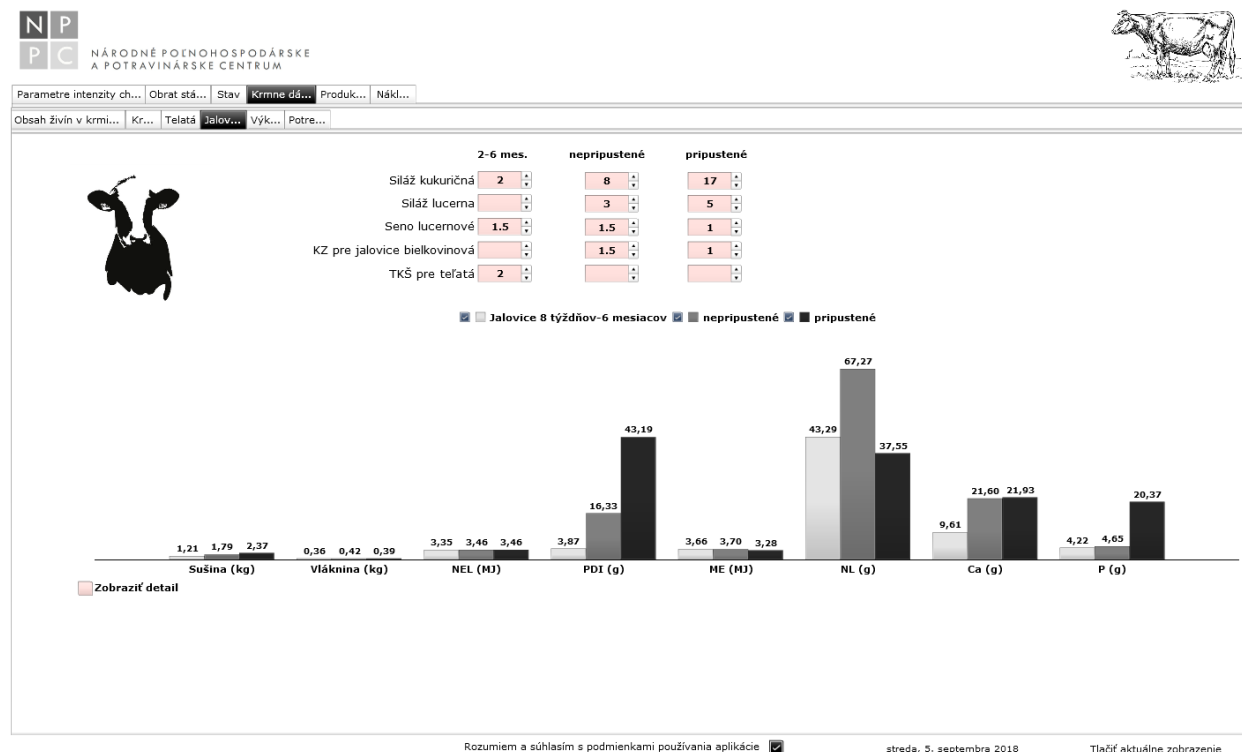 N P
P C
NÁRODNÉ POĽNOHOSPODÁRSKE
A POTRAVINÁRSKE CENTRUM
Parametre intenzity ch... Obrat stá... Stav Krmne dá... Produk... Nákl...
Obsah živín v krmi... Kr... Telatá Jalov... Výk... Potre...
2-6 mes. nepripustené pripustené
Siláž kukuričná 2 8 17
Siláž lucerna 3 5
Seno lucernové 1.5 1.5 1
KZ pre jalovice bielkovinová 1.5 1
TKŠ pre teľatá 2
Jalovice 8 týždňov-6 mesiacov nepripustené pripustené
1,21 1,79 2,37 0,36 0,42 0,39 3,35 3,46 3,46 3,87 16,33 43,19 3,66 3,70 3,28 43,29 67,27 37,55 9,61 21,60 21,93 4,22 4,65 20,37
Sušina (kg) Vláknina (kg) NEL (MJ) PDI (g) ME (MJ) NL (g) Ca (g) P (g)
Zobraziť detail
Rozumiem a súhlasím s podmienkami používania aplikácie streda, 5. septembra 2018 Tlačiť aktuálne zobrazenie